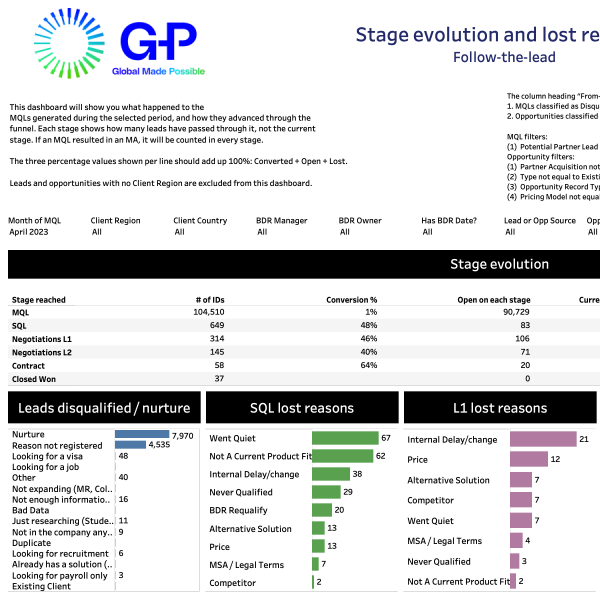 G-P
Global Made Possible
Stage evolution and lost re
Follow-the-lead
This dashboard will show you what happened to the
MQLs generated during the selected period, and how they advanced through the
funnel. Each stage shows how many leads have passed through it, not the current
stage. If an MQL resulted in an MA, it will be counted in every stage.
The three percentage values shown per line should add up 100%: Converted + Open + Lost.
Leads and opportunities with no Client Region are excluded from this dashboard.
The column heading "From-
1. MQLs classified as Disqu
2. Opportunities classified
MQL filters:
(1) Potential Partner Lead
Opportunity filters:
(1) Partner Acquisition not
(2) Type not equal to Existi
(3) Opportunity Record Typ
(4) Pricing Model not equal
Month of MQL Client Region Client Country BDR Manager BDR Owner Has BDR Date? Lead or Opp Source Opp
April 2023 All All All All All All All
Stage evolution
Stage reached # of IDs Conversion % Open on each stage Curre
MQL 104,510 1% 90,729
SQL 649 48% 83
Negotiations L1 314 46% 106
Negotiations L2 145 40% 71
Contract 58 64% 20
Closed Won 37 0
Leads disqualified / nurture
Nurture 7,970
Reason not registered 4,535
Looking for a visa 48
Looking for a job
Other 40
Not expanding (MR, Col..
Not enough informatio.. 16
Bad Data
Just researching (Stude.. 11
Not in the company any.. 9
Duplicate
Looking for recruitment 6
Already has a solution (..
Looking for payroll only 3
Existing Client
SQL lost reasons
Went Quiet 67
Not A Current Product Fit 62
Internal Delay/change 38
Never Qualified 29
BDR Requalify 20
Alternative Solution 13
Price 13
MSA / Legal Terms 7
Competitor 2
L1 lost reasons
Internal Delay/change 21
Price 12
Alternative Solution 7
Competitor 7
Went Quiet 7
MSA / Legal Terms 4
Never Qualified 3
Not A Current Product Fit 2